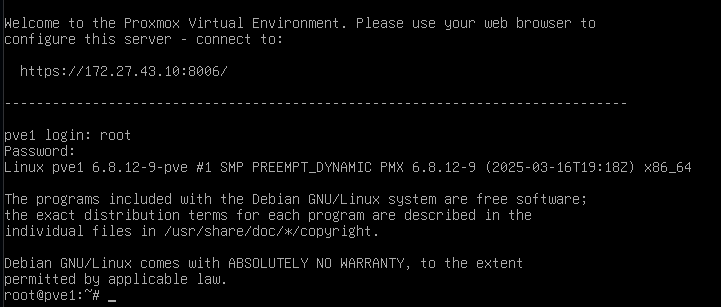 Welcome to the Proxmox Virtual Environment. Please use your web browser to
configure this server - connect to:
https://172.27.43.10:8006/
------------------------------------------------------------------------------
pve1 login: root
Password:
Linux pve1 6.8.12-9-pve #1 SMP PREEMPT_DYNAMIC PMX 6.8.12-9 (2025-03-16T19:18Z) x86_64
The programs included with the Debian GNU/Linux system are free software;
the exact distribution terms for each program are described in the
individual files in /usr/share/doc/*/copyright.
Debian GNU/Linux comes with ABSOLUTELY NO WARRANTY, to the extent
permitted by applicable law.
root@pve1:~# _